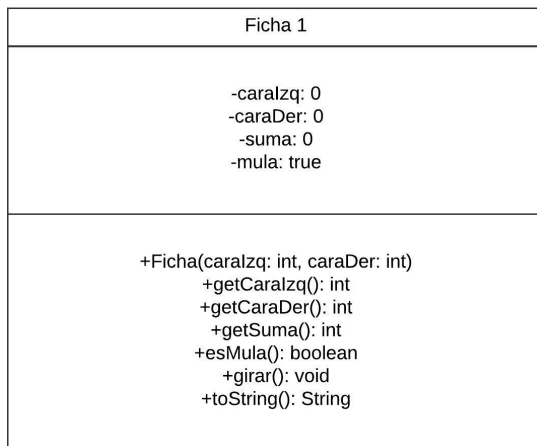 Ficha 1
-caraIzq: 0
-caraDer: 0
-suma: 0
-mula: true
+Ficha(caraIzq: int, caraDer: int)
+getCaraIzq(): int
+getCaraDer(): int
+getSuma(): int
+esMula(): boolean
+girar(): void
+toString(): String